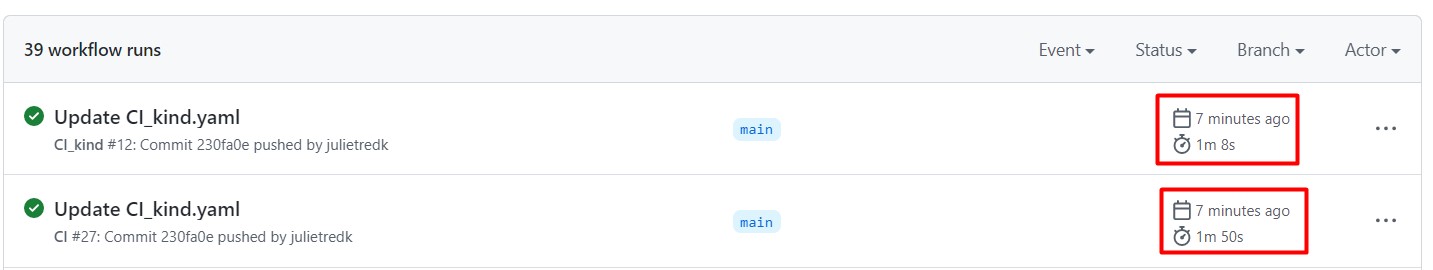 39 workflow runs Event Status Branch Actor
Update CI_kind.yaml
CI_kind #12: Commit 230fa0e pushed by julietredk
main
7 minutes ago
1m 8s
Update CI_kind.yaml
CI #27: Commit 230fa0e pushed by julietredk
main
7 minutes ago
1m 50s